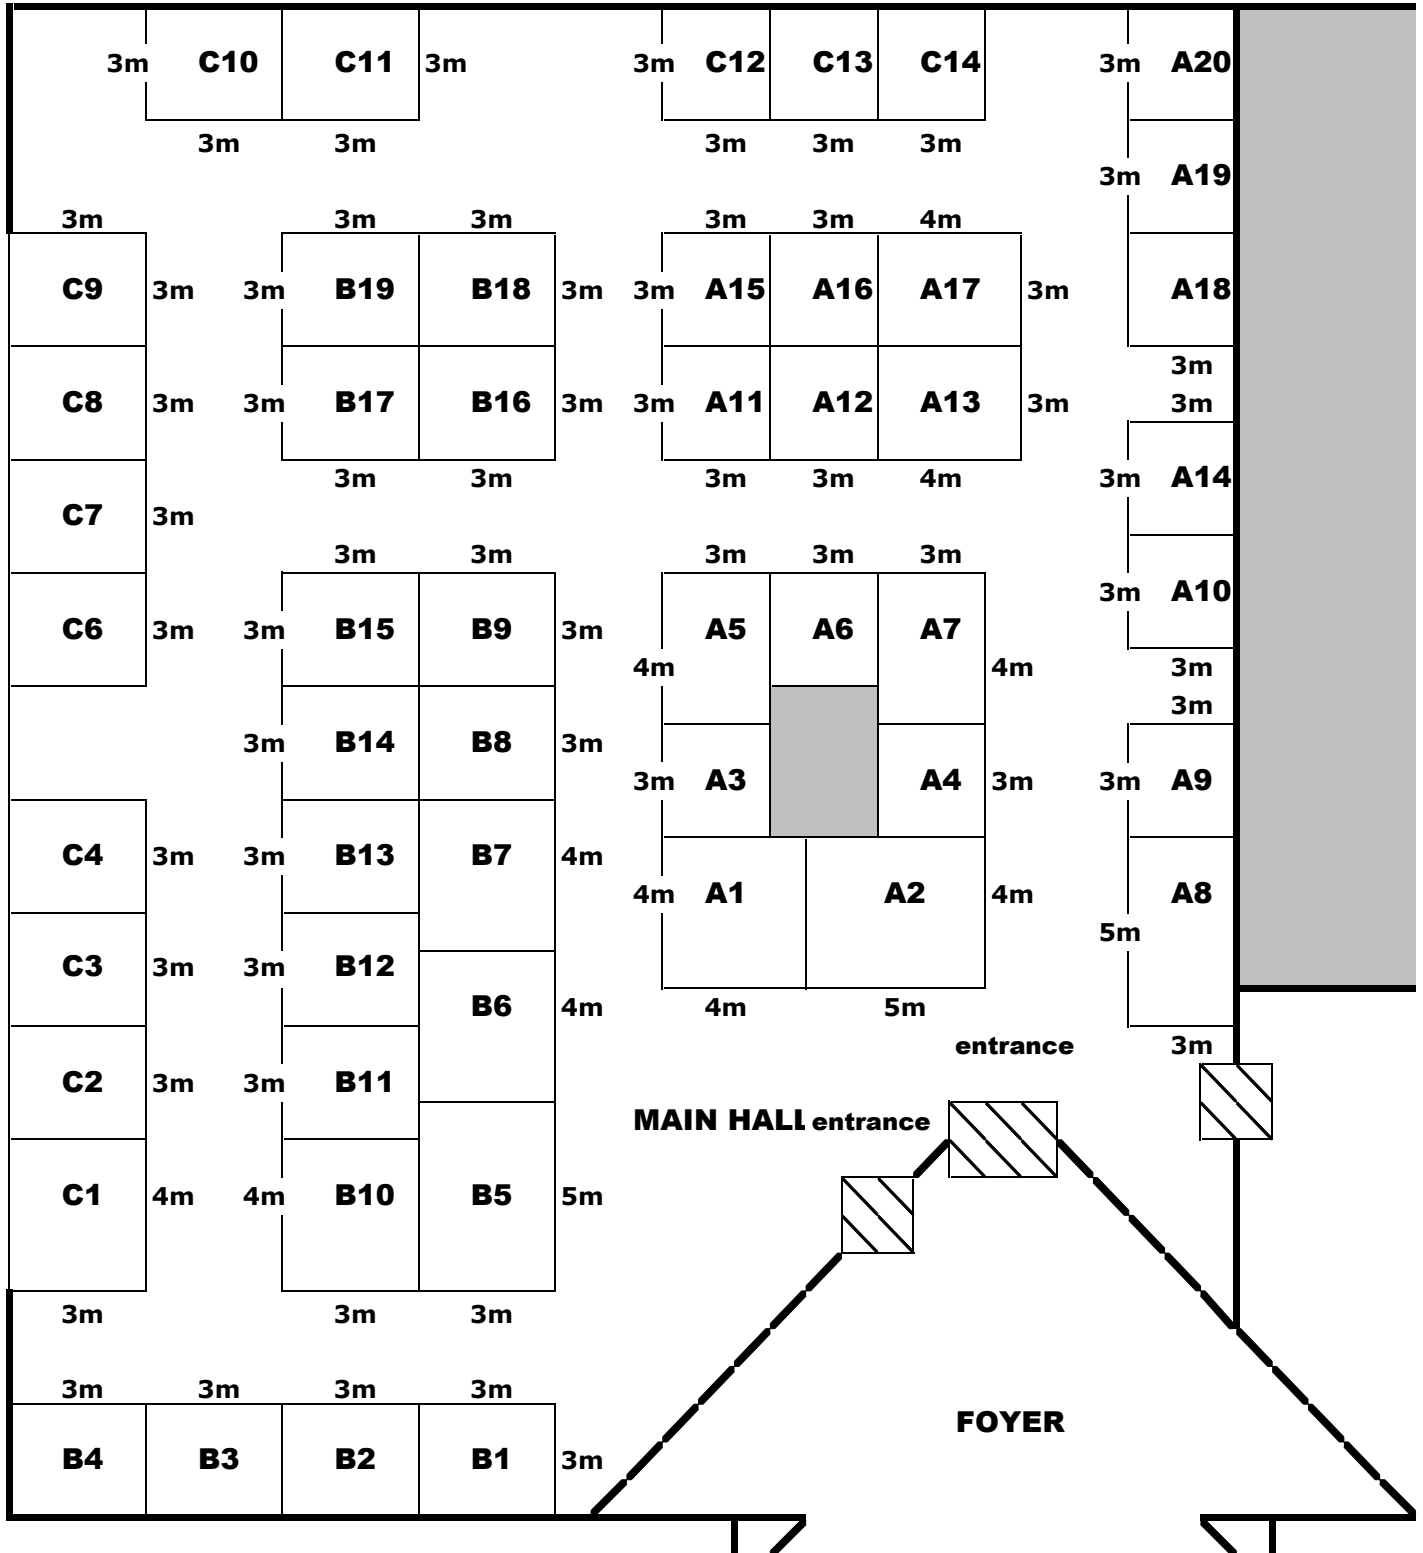 3m C10 C11 3m 3m C12 C13 C14 3m A20
3m 3m 3m 3m 3m
3m A19
3m 3m 3m 3m 3m 4m
C9 3m 3m B19 B18 3m 3m A15 A16 A17 3m A18
3m
C8 3m 3m B17 B16 3m 3m A11 A12 A13 3m 3m
3m 3m 3m 3m 4m 3m A14
C7 3m
3m 3m 3m 3m 3m
3m A10
C6 3m 3m B15 B9 3m A5 A6 A7
4m 4m 3m
3m
3m B14 B8 3m 3m A3 A4 3m 3m A9
C4 3m 3m B13 B7 4m
4m A1 A2 4m A8
5m
C3 3m 3m B12
B6 4m 4m 5m
entrance 3m
C2 3m 3m B11
MAIN HALL entrance
C1 4m 4m B10 B5 5m
3m 3m 3m
3m 3m 3m 3m
FOYER
B4 B3 B2 B1 3m